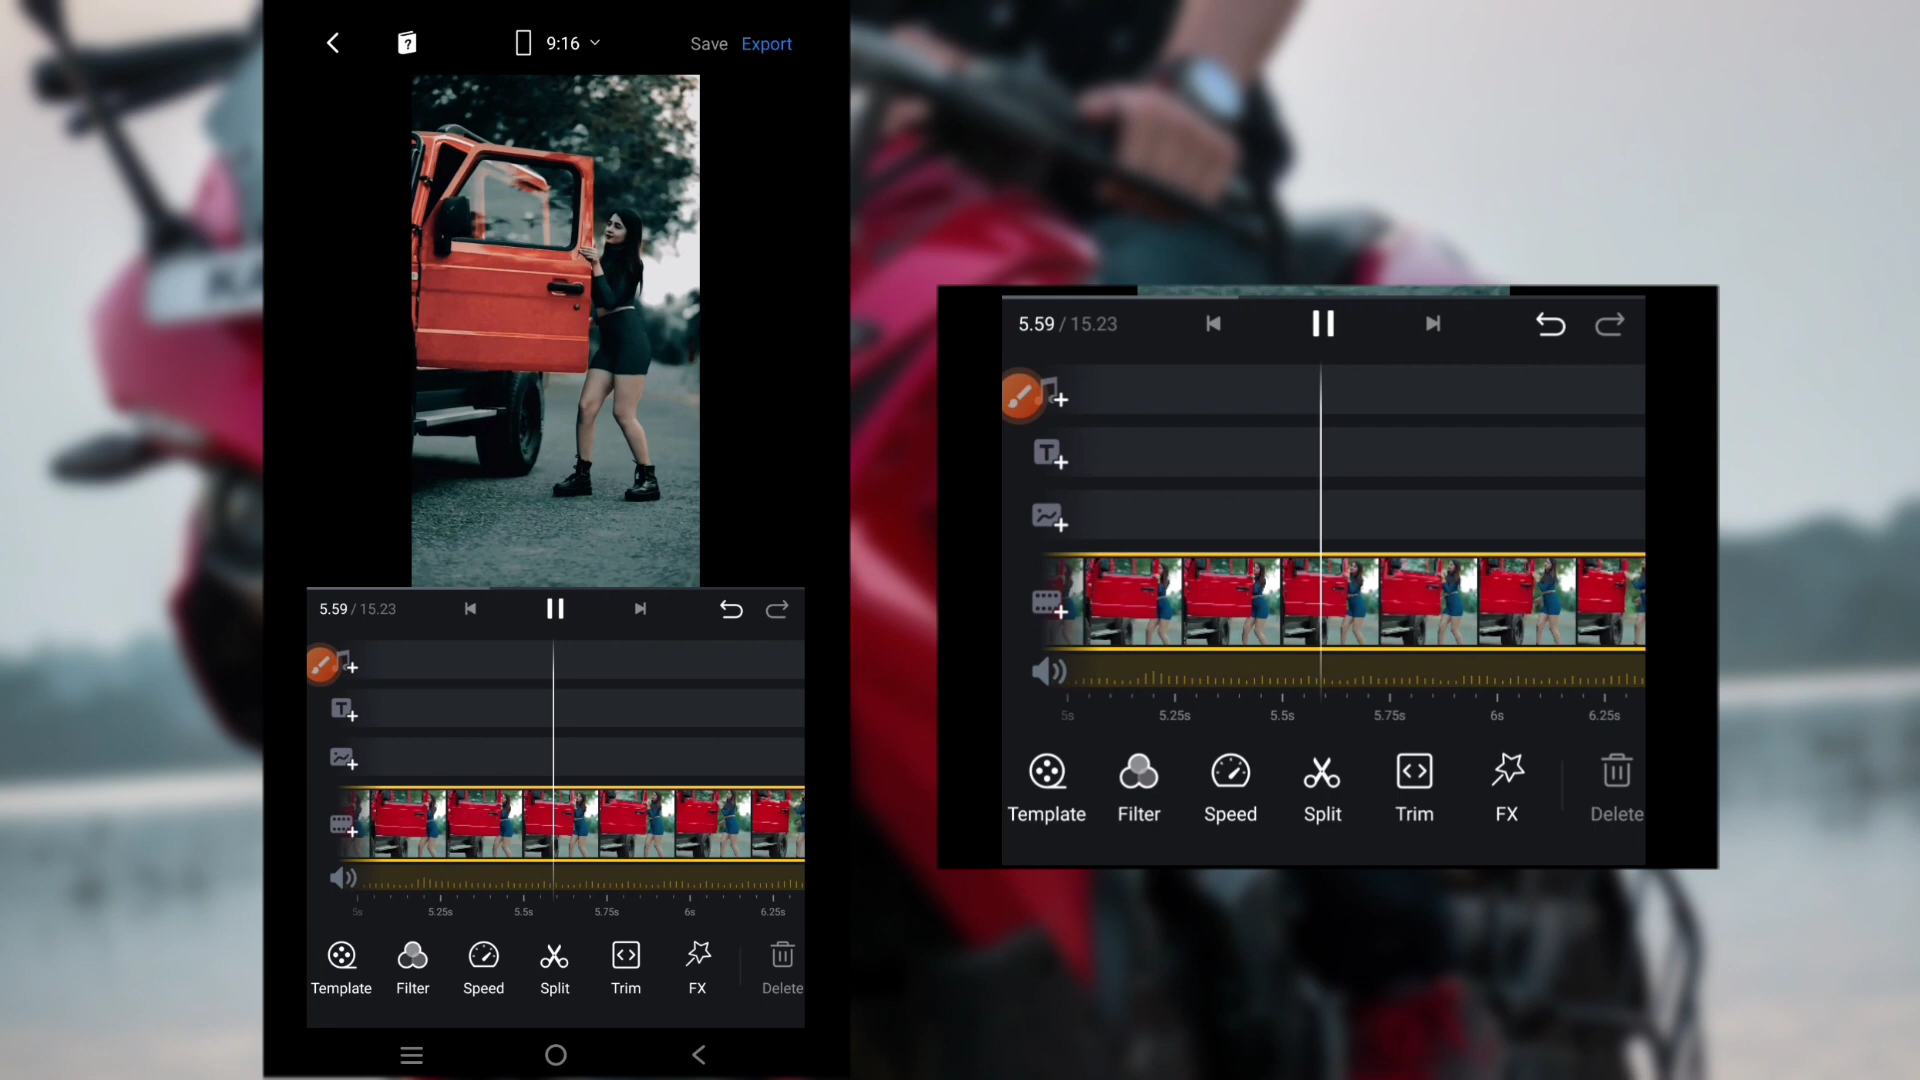 9:16 Save Export
5.59 / 15.23
5s 5.25s 5.5s 5.75s 6s 6.25s
Template Filter Speed Split Trim FX Delete
5.59 / 15.23
5s 5.25s 5.5s 5.75s 6s 6.25s
Template Filter Speed Split Trim FX Delete